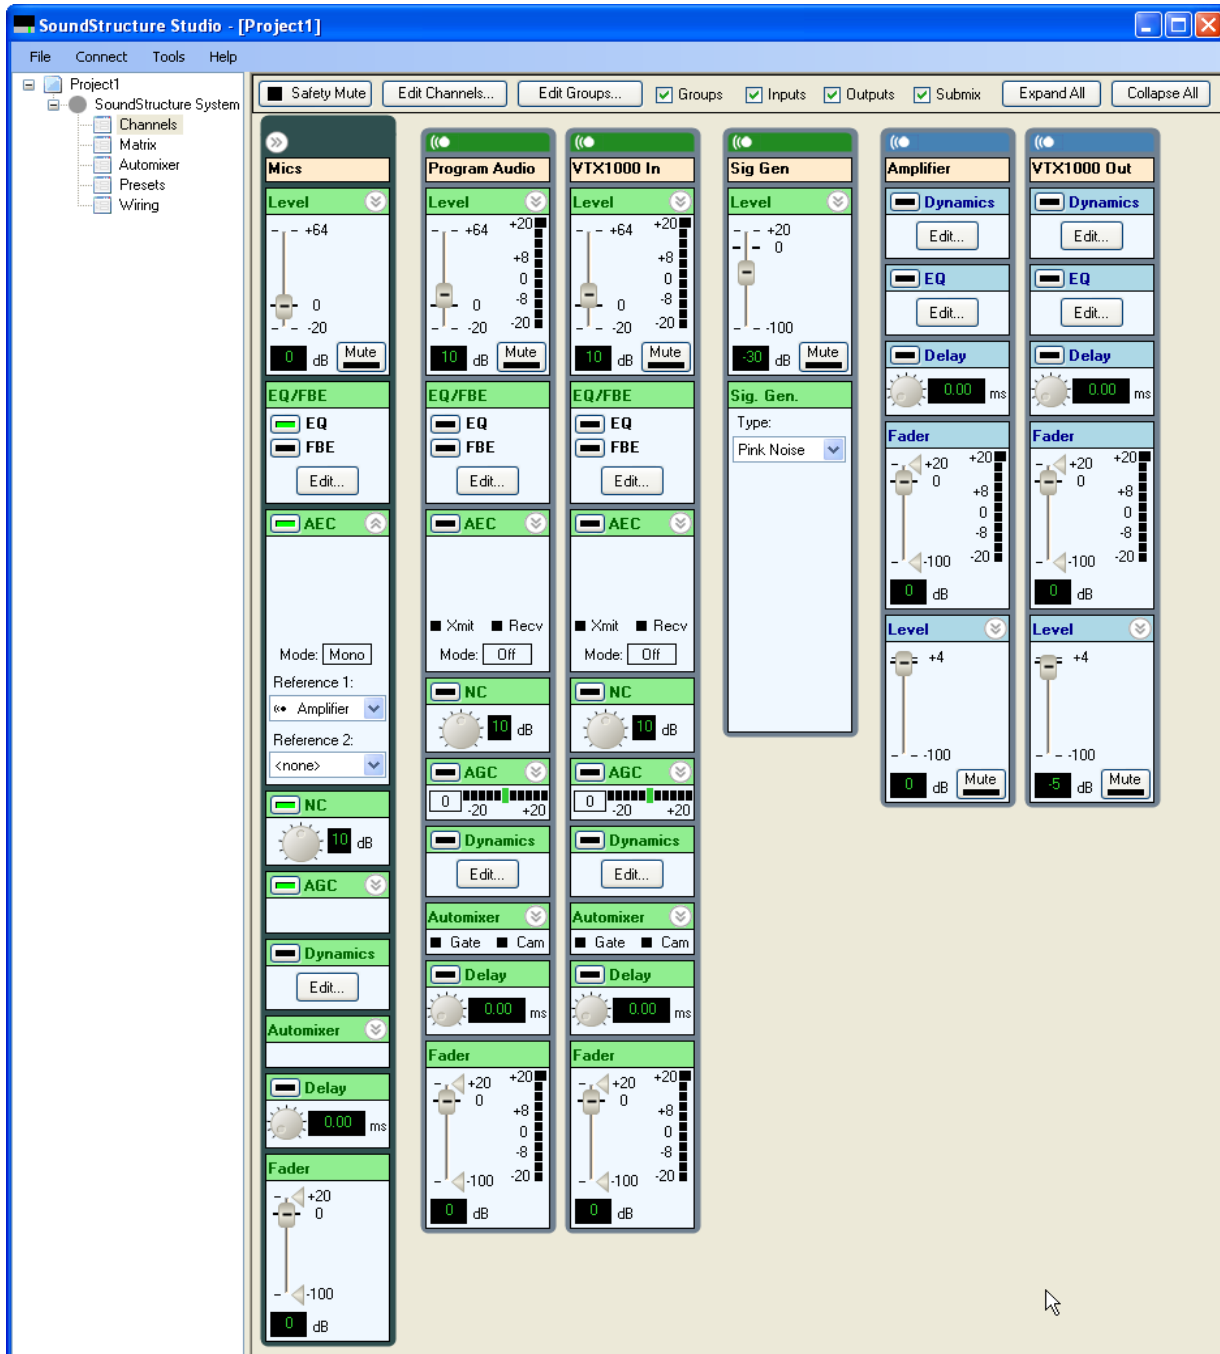 SoundStructure Studio - [Project1]
File Connect Tools Help
Project1
SoundStructure System
Channels
Matrix
Automixer
Presets
Wiring
Safety Mute Edit Channels... Edit Groups... Groups Inputs Outputs Submix Expand All Collapse All
Mics
Level
+64
0
-20
0 dB Mute
EQ/FBE
EQ
FBE
Edit...
AEC
Mode: Mono
Reference 1:
Amplifier
Reference 2:
<none>
NC
10 dB
AGC
Dynamics
Edit...
Automixer
Delay
0.00 ms
Fader
+20
0
-100
0 dB
Program Audio
Level
+64 +20
+8
0
0 -8
-20 -20
10 dB Mute
EQ/FBE
EQ
FBE
Edit...
AEC
Xmit Recv
Mode: Off
NC
10 dB
AGC
0 -20 +20
Dynamics
Edit...
Automixer
Gate Cam
Delay
0.00 ms
Fader
+20 +20
0
+8
0
-8
-100 -20
0 dB
VTX1000 In
Level
+64 +20
+8
0
0 -8
-20 -20
10 dB Mute
EQ/FBE
EQ
FBE
Edit...
AEC
Xmit Recv
Mode: Off
NC
10 dB
AGC
0 -20 +20
Dynamics
Edit...
Automixer
Gate Cam
Delay
0.00 ms
Fader
+20 +20
0
+8
0
-8
-100 -20
0 dB
Sig Gen
Level
+20
0
-100
-30 dB Mute
Sig. Gen.
Type:
Pink Noise
Amplifier
Dynamics
Edit...
EQ
Edit...
Delay
0.00 ms
Fader
+20 +20
0
+8
0
-8
-100 -20
0 dB
Level
+4
-100
0 dB Mute
VTX1000 Out
Dynamics
Edit...
EQ
Edit...
Delay
0.00 ms
Fader
+20 +20
0
+8
0
-8
-100 -20
0 dB
Level
+4
-100
-5 dB Mute